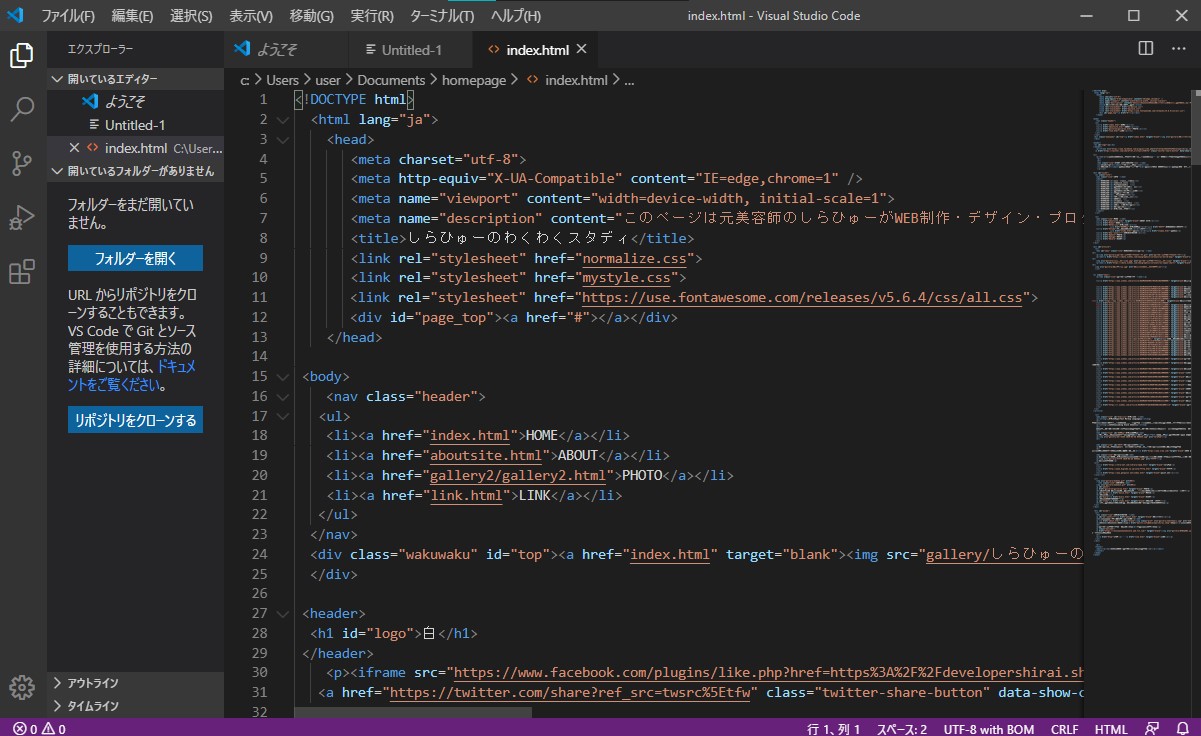 ファイル(F) 編集(E) 選択(S) 表示(V) 移動(G) 実行(R) ターミナル(T) ヘルプ(H) index.html - Visual Studio Code
エクスプローラー
開いているエディター
ようこそ
Untitled-1
index.html C:\User...
開いているフォルダーがありません
フォルダーをまだ開いてい
ません。
フォルダーを開く
URL からリポジトリをクロ
ーンすることもできます。
VS Code で Git とソース
管理を使用する方法の
詳細については、ドキュメ
ントをご覧ください。
リポジトリをクローンする
アウトライン
タイムライン
ようこそ Untitled-1 index.html
c: > Users > user > Documents > homepage > index.html > ...
1 <!DOCTYPE html>
2 <html lang="ja">
3 <head>
4 <meta charset="utf-8">
5 <meta http-equiv="X-UA-Compatible" content="IE=edge,chrome=1" />
6 <meta name="viewport" content="width=device-width, initial-scale=1">
7 <meta name="description" content="このページは元美容師のしらひゅーがWEB制作・デザイン・ブロ
8 <title>しらひゅーのわくわくスタディ</title>
9 <link rel="stylesheet" href="normalize.css">
10 <link rel="stylesheet" href="mystyle.css">
11 <link rel="stylesheet" href="https://use.fontawesome.com/releases/v5.6.4/css/all.css">
12 <div id="page_top"><a href="#"></a></div>
13 </head>
14
15 <body>
16 <nav class="header">
17 <ul>
18 <li><a href="index.html">HOME</a></li>
19 <li><a href="aboutsite.html">ABOUT</a></li>
20 <li><a href="gallery2/gallery2.html">PHOTO</a></li>
21 <li><a href="link.html">LINK</a></li>
22 </ul>
23 </nav>
24 <div class="wakuwaku" id="top"><a href="index.html" target="blank"><img src="gallery/しらひゅーの
25 </div>
26
27 <header>
28 <h1 id="logo">白</h1>
29 </header>
30 <p><iframe src="https://www.facebook.com/plugins/like.php?href=https%3A%2F%2Fdevelopershirai.sh
31 <a href="https://twitter.com/share?ref_src=twsrc%5Etfw" class="twitter-share-button" data-show-c
32
0 0 行 1、列 1 スペース: 2 UTF-8 with BOM CRLF HTML